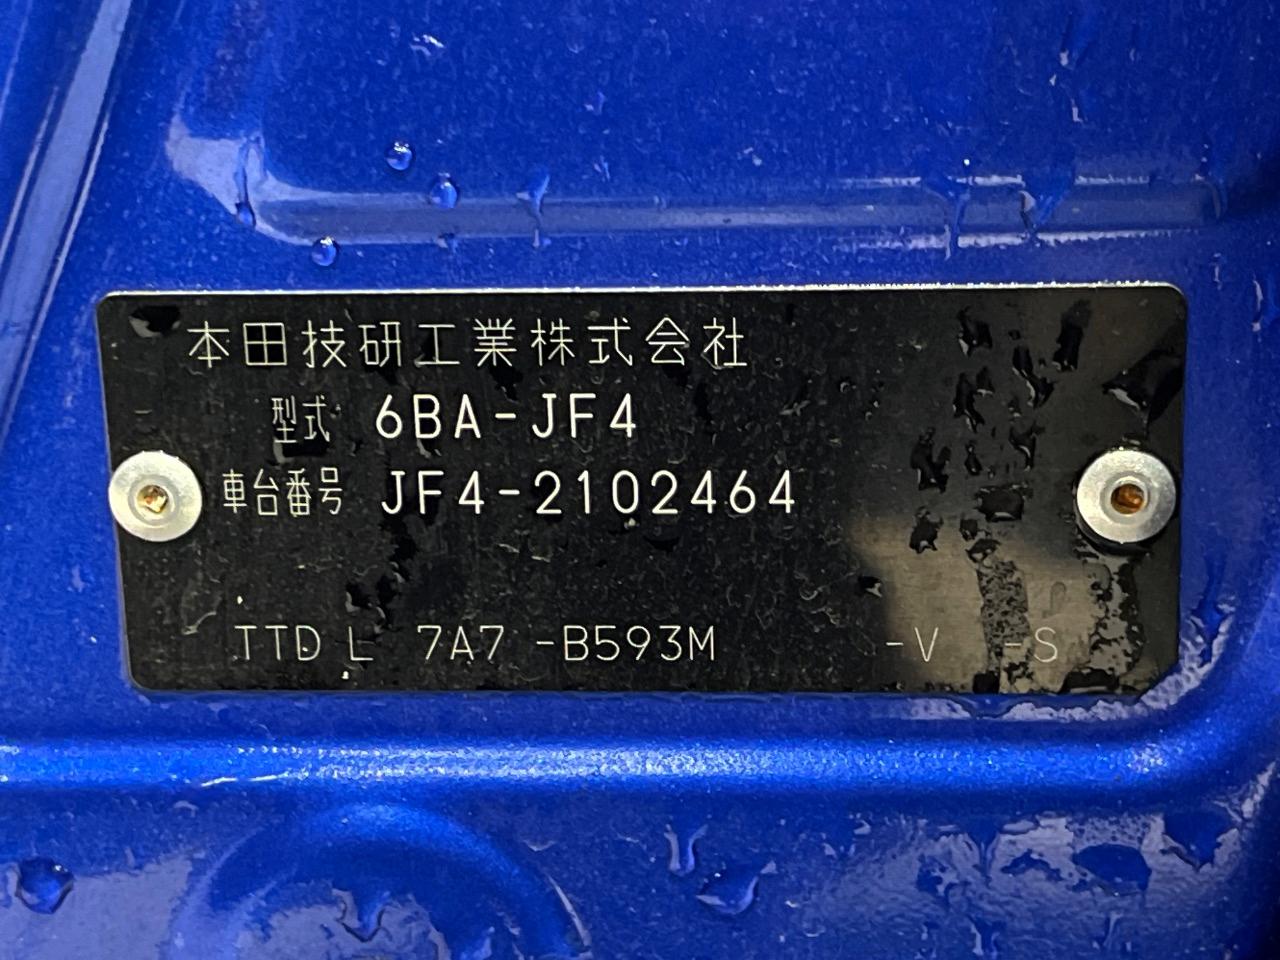 本田技研工業株式会社
型式 6BA-JF4
車台番号 JF4-2102464
TTD L 7A7 -B593M -V -S